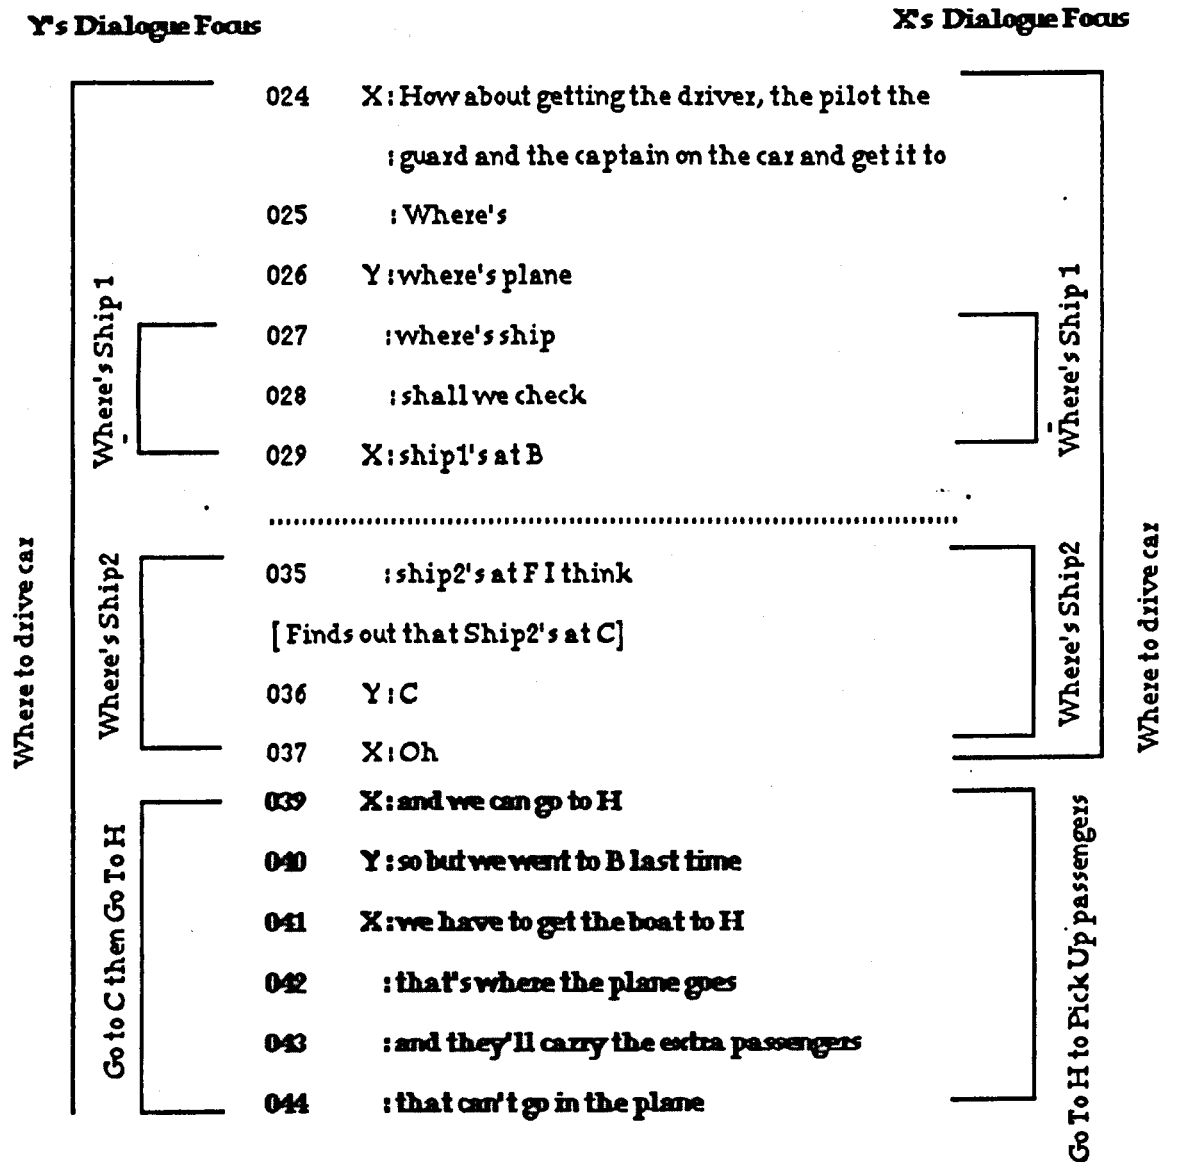 Y's Dialogue Focus
X's Dialogue Focus
024 X: How about getting the driver, the pilot the
: guard and the captain on the car and get it to
025 : Where's
026 Y: where's plane
027 : where's ship
028 : shall we check
029 X: ship1's at B
035 : ship2's at F I think
[Finds out that Ship2's at C]
036 Y: C
037 X: Oh
039 X: and we can go to H
040 Y: so but we went to B last time
041 X: we have to get the boat to H
042 : that's where the plane goes
043 : and they'll carry the extra passengers
044 : that can't go in the plane
Where to drive car
Where's Ship 1
Where's Ship2
Go to C then Go To H
Where's Ship 1
Where's Ship2
Where to drive car
Go To H to Pick Up passengers